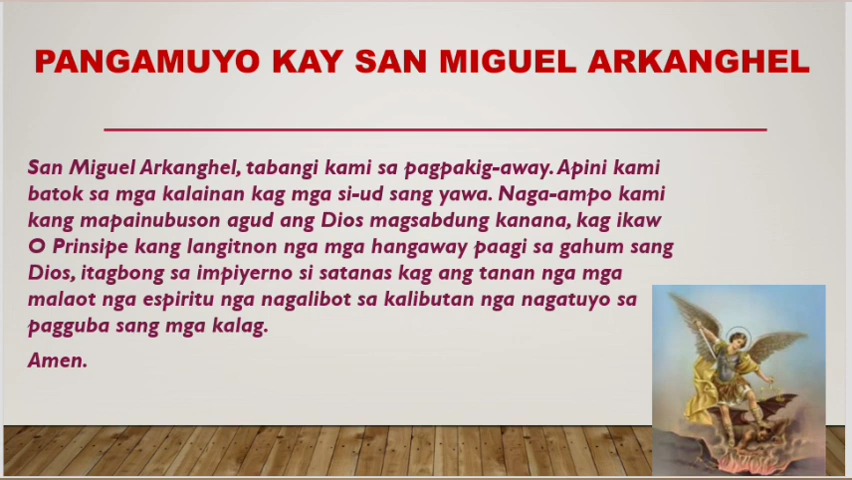 PANGAMUYO KAY SAN MIGUEL ARKANGHEL
San Miguel Arkanghel, tabangi kami sa pagpakig-away. Apini kami
batok sa mga kalainan kag mga si-ud sang yawa. Naga-ampo kami
kang mapainubuson agud ang Dios magsabdung kanana, kag ikaw
O Prinsipe kang langitnon nga mga hangaway paagi sa gahum sang
Dios, itagbong sa impiyerno si satanas kag ang tanan nga mga
malaot nga espiritu nga nagalibot sa kalibutan nga nagatuyo sa
pagguba sang mga kalag.
Amen.